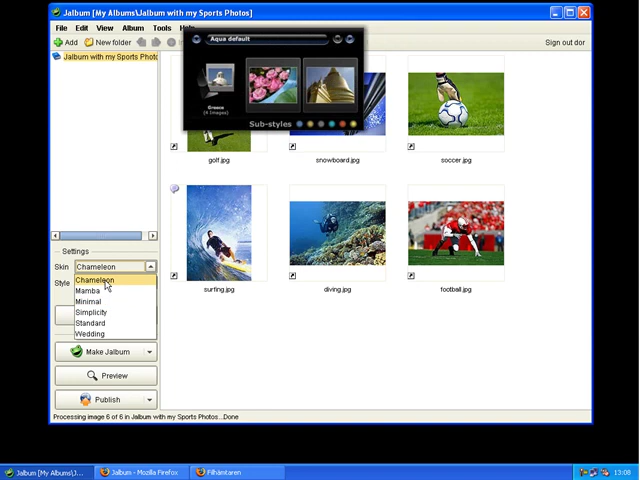 Jalbum [My Albums\Jalbum with my Sports Photos]
File Edit View Album Tools
Add New folder
Sign out dor
Jalbum with my Sports Photo
Aqua default
Greece
(4 Images)
Sub-styles
golf.jpg
snowboard.jpg
soccer.jpg
surfing.jpg
diving.jpg
football.jpg
Settings
Skin Chameleon
Style
Chameleon
Mamba
Minimal
Simplicity
Standard
Wedding
Make Jalbum
Preview
Publish
Processing image 6 of 6 in Jalbum with my Sports Photos...Done
Jalbum [My Albums\J...
Jalbum - Mozilla Firefox
Filhämtaren
13:08